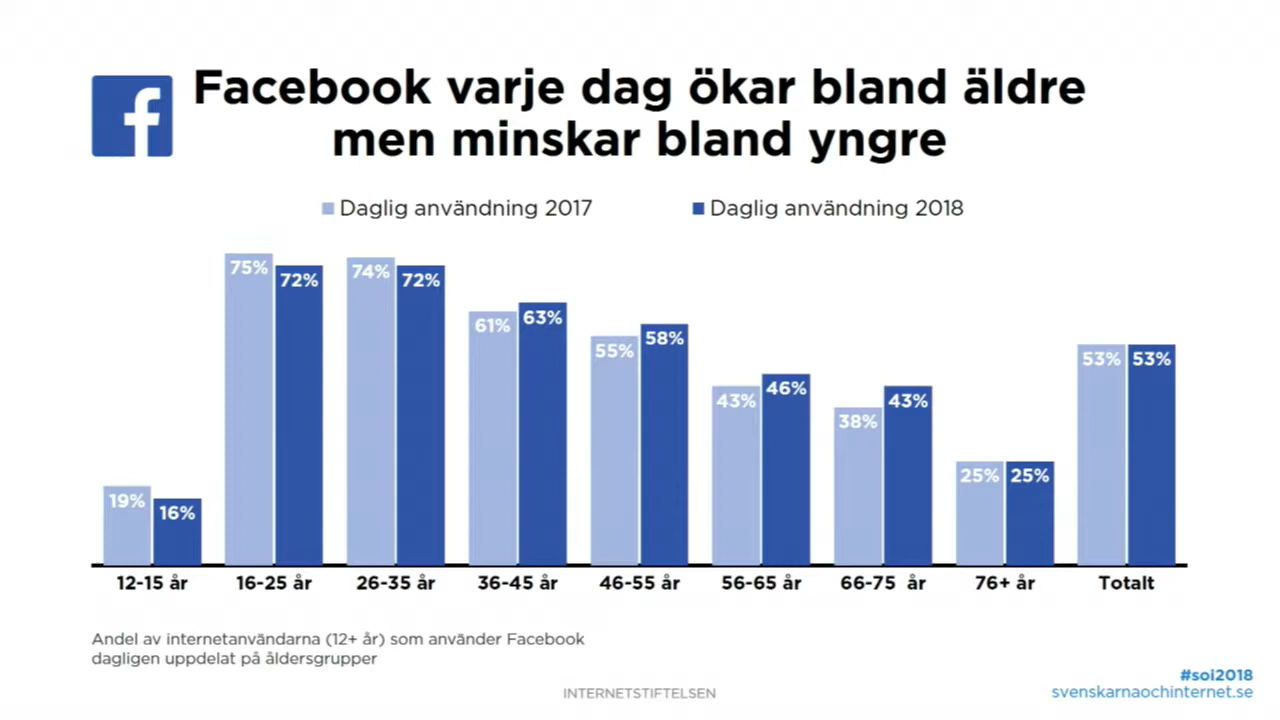 Facebook varje dag ökar bland äldre
men minskar bland yngre
Daglig användning 2017
Daglig användning 2018
19%
16%
75%
72%
74%
72%
61%
63%
55%
58%
43%
46%
38%
43%
25%
25%
53%
53%
12-15 år
16-25 år
26-35 år
36-45 år
46-55 år
56-65 år
66-75 år
76+ år
Totalt
Andel av internetanvändarna (12+ år) som använder Facebook
dagligen uppdelat på åldersgrupper
INTERNETSTIFTELSEN
#soi2018
svenskarnaochinternet.se